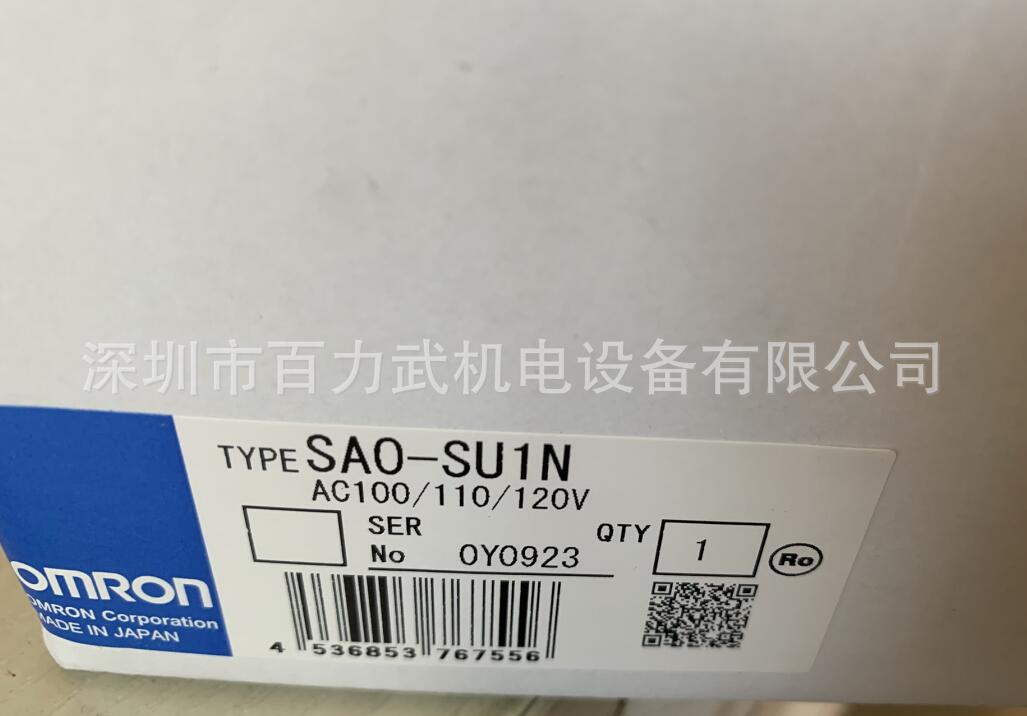 深圳市百力武机电设备有限公司
TYPE SAO-SU1N
AC100/110/120V
SER
No 0Y0923
QTY 1
Ro
OMRON
OMRON Corporation
MADE IN JAPAN
4 536853 767556